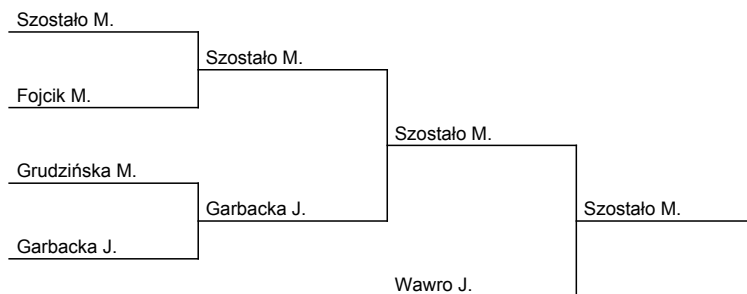 Szostało M.
Szostało M.
Fojcik M.
Szostało M.
Grudzińska M.
Garbacka J.
Szostało M.
Garbacka J.
Wawro J.